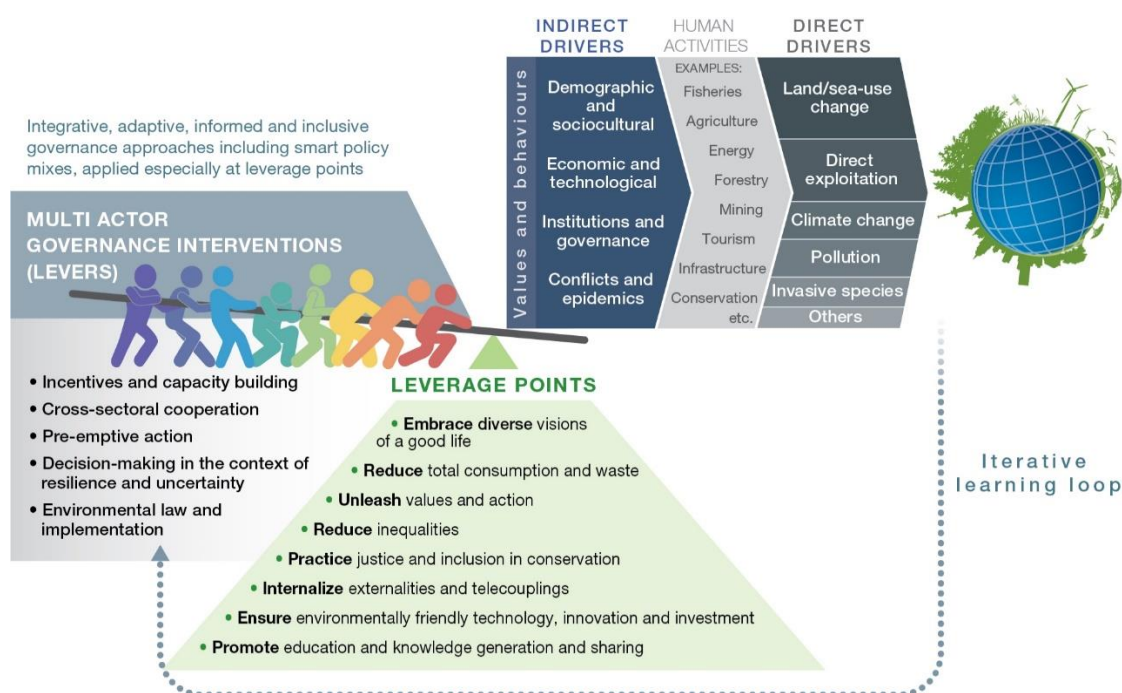 INDIRECT
DRIVERS
HUMAN
ACTIVITIES
DIRECT
DRIVERS
Values and behaviours
Demographic
and
sociocultural
Economic and
technological
Institutions and
governance
Conflicts and
epidemics
EXAMPLES:
Fisheries
Agriculture
Energy
Forestry
Mining
Tourism
Infrastructure
Conservation
etc.
Land/sea-use
change
Direct
exploitation
Climate change
Pollution
Invasive species
Others
Integrative, adaptive, informed and inclusive
governance approaches including smart policy
mixes, applied especially at leverage points
MULTI ACTOR
GOVERNANCE INTERVENTIONS
(LEVERS)
• Incentives and capacity building
• Cross-sectoral cooperation
• Pre-emptive action
• Decision-making in the context of
resilience and uncertainty
• Environmental law and
implementation
LEVERAGE POINTS
• Embrace diverse visions
of a good life
• Reduce total consumption and waste
• Unleash values and action
• Reduce inequalities
• Practice justice and inclusion in conservation
• Internalize externalities and telecouplings
• Ensure environmentally friendly technology, innovation and investment
• Promote education and knowledge generation and sharing
Iterative
learning loop